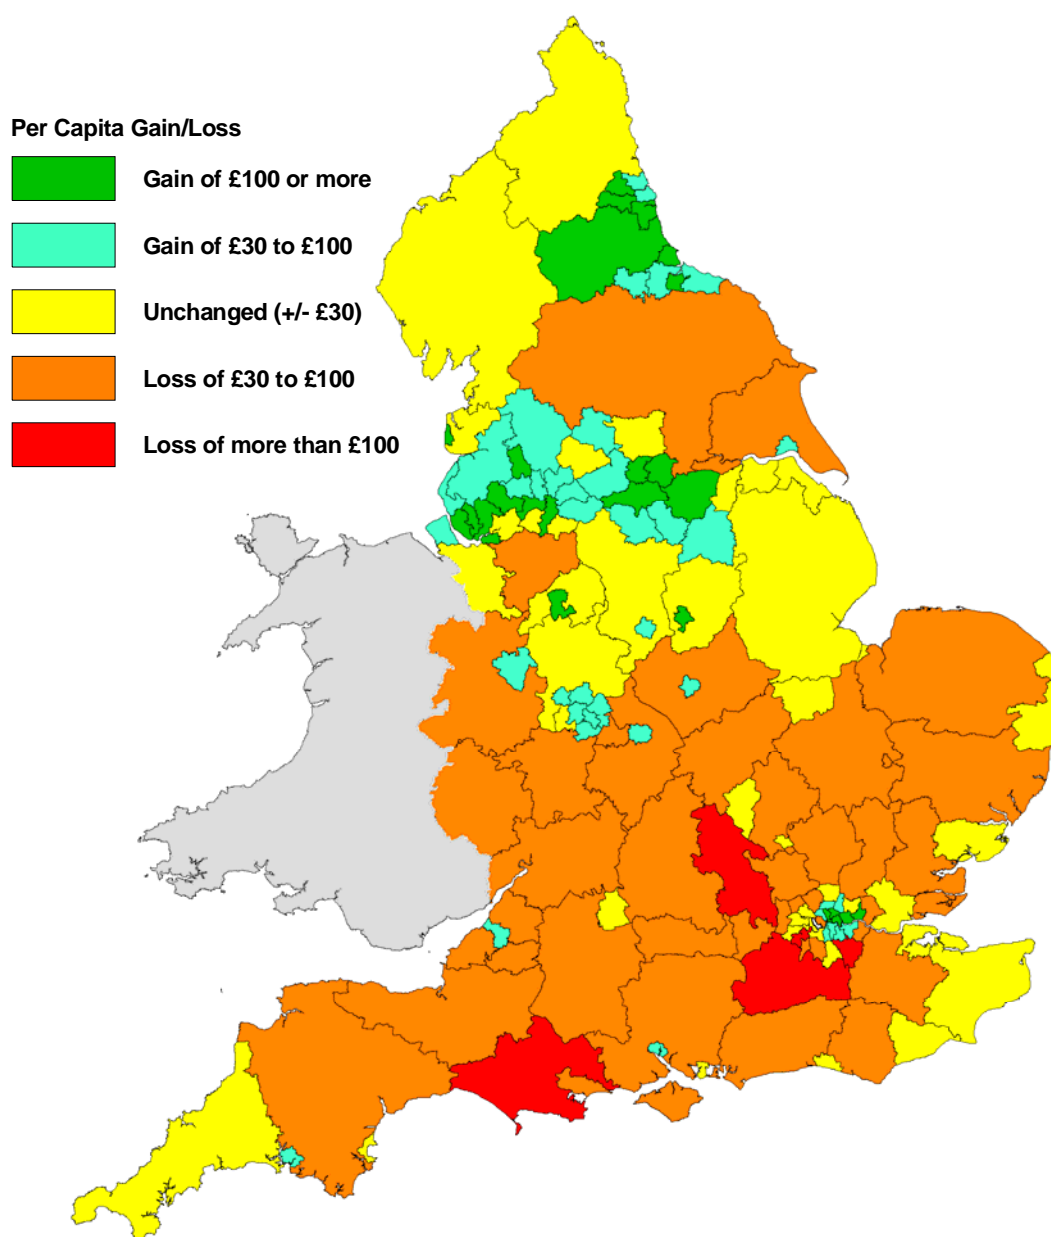 Per Capita Gain/Loss
Gain of £100 or more
Gain of £30 to £100
Unchanged (+/- £30)
Loss of £30 to £100
Loss of more than £100